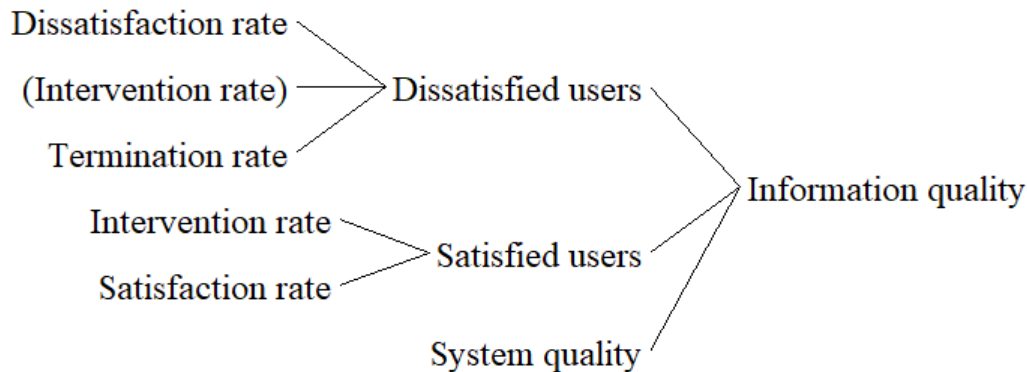 Dissatisfaction rate
(Intervention rate)
Dissatisfied users
Termination rate
Information quality
Intervention rate
Satisfied users
Satisfaction rate
System quality